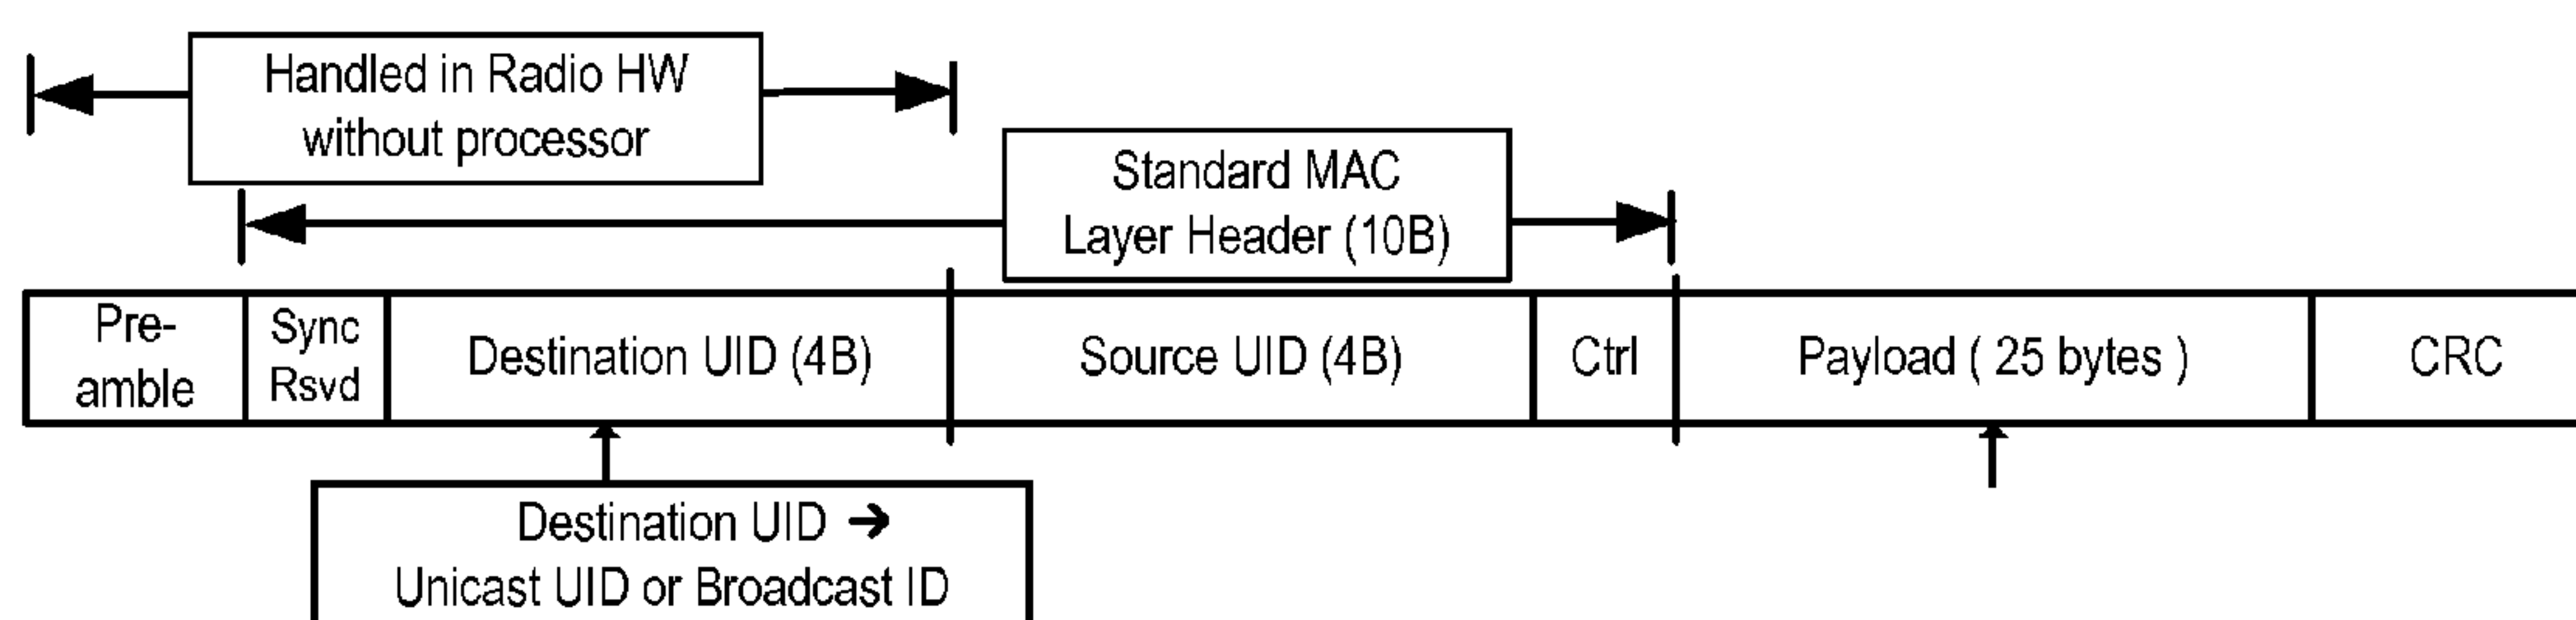 Handled in Radio HW
without processor
Standard MAC
Layer Header (10B)
Pre-
amble
Sync
Rsvd
Destination UID (4B)
Source UID (4B)
Ctrl
Payload ( 25 bytes )
CRC
Destination UID ➔
Unicast UID or Broadcast ID